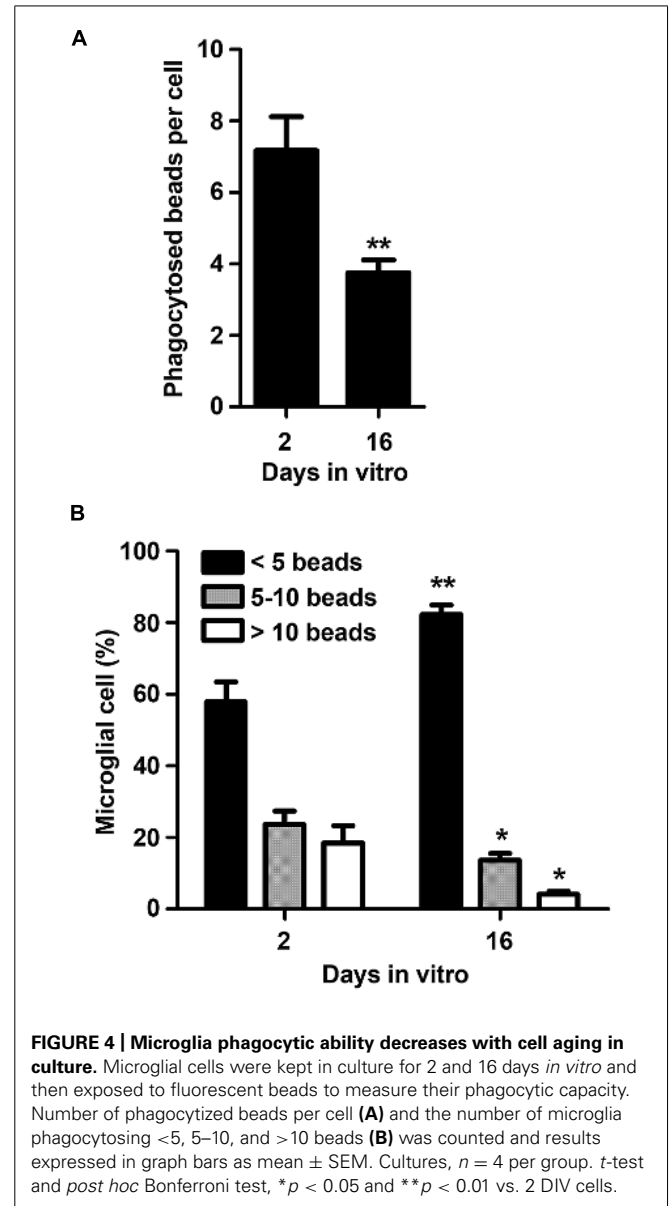 A
Phagocytosed beads per cell
10
8
6
4
2
0
**
2 16
Days in vitro
B
Microglial cell (%)
100
80
60
40
20
0
< 5 beads
5-10 beads
> 10 beads
**
*
*
2 16
Days in vitro
FIGURE 4 | Microglia phagocytic ability decreases with cell aging in
culture. Microglial cells were kept in culture for 2 and 16 days in vitro and
then exposed to fluorescent beads to measure their phagocytic capacity.
Number of phagocytized beads per cell (A) and the number of microglia
phagocytosing <5, 5–10, and >10 beads (B) was counted and results
expressed in graph bars as mean ± SEM. Cultures, n = 4 per group. t-test
and post hoc Bonferroni test, *p < 0.05 and **p < 0.01 vs. 2 DIV cells.